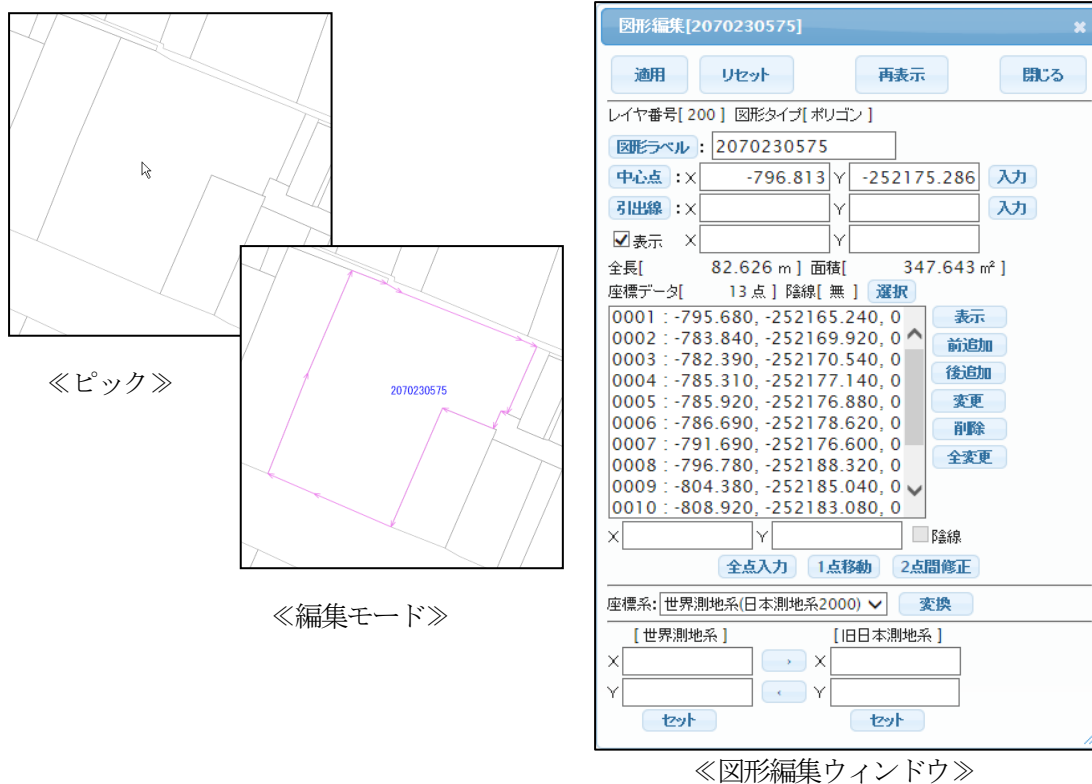 ≪ピック≫
2070230575
≪編集モード≫
図形編集[2070230575]
適用 リセット 再表示 閉じる
レイヤ番号[ 200 ] 図形タイプ[ ポリゴン ]
図形ラベル : 2070230575
中心点 : X -796.813 Y -252175.286 入力
引出線 : X Y 入力
表示 X Y
全長[ 82.626 m ] 面積[ 347.643 ㎡ ]
座標データ[ 13 点 ] 陰線[ 無 ] 選択
0001 : -795.680, -252165.240, 0 表示
0002 : -783.840, -252169.920, 0 前追加
0003 : -782.390, -252170.540, 0
0004 : -785.310, -252177.140, 0 後追加
0005 : -785.920, -252176.880, 0 変更
0006 : -786.690, -252178.620, 0 削除
0007 : -791.690, -252176.600, 0
0008 : -796.780, -252188.320, 0 全変更
0009 : -804.380, -252185.040, 0
0010 : -808.920, -252183.080, 0
X Y 陰線
全点入力 1点移動 2点間修正
座標系: 世界測地系(日本測地系2000) 変換
[ 世界測地系 ] [ 旧日本測地系 ]
X › X
Y ‹ Y
セット セット
≪図形編集ウィンドウ≫